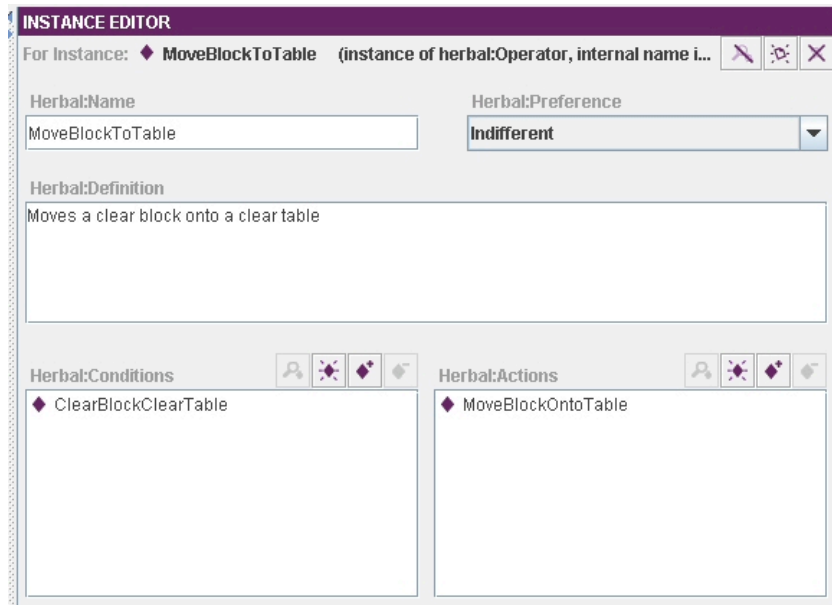 INSTANCE EDITOR
For Instance: MoveBlockToTable (instance of herbal:Operator, internal name i...
Herbal:Name
Herbal:Preference
MoveBlockToTable
Indifferent
Herbal:Definition
Moves a clear block onto a clear table
Herbal:Conditions
Herbal:Actions
ClearBlockClearTable
MoveBlockOntoTable